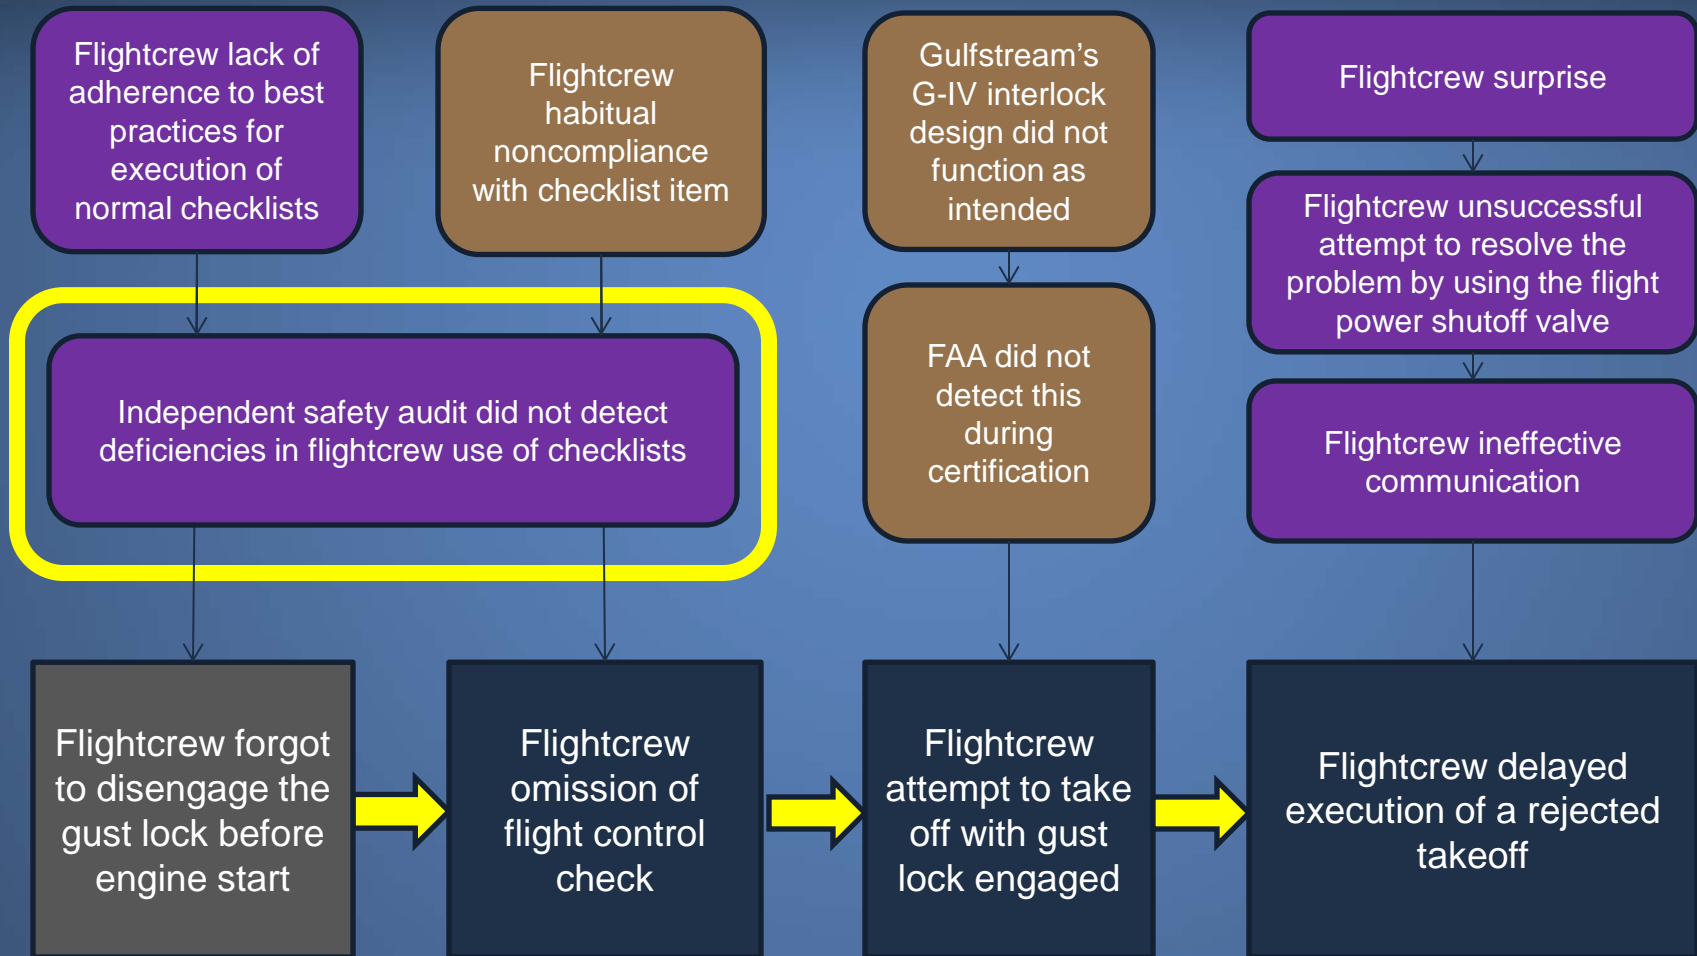 Flightcrew lack of
adherence to best
practices for
execution of
normal checklists
Flightcrew
habitual
noncompliance
with checklist item
Independent safety audit did not detect
deficiencies in flightcrew use of checklists
Gulfstream’s
G-IV interlock
design did not
function as
intended
FAA did not
detect this
during
certification
Flightcrew surprise
Flightcrew unsuccessful
attempt to resolve the
problem by using the flight
power shutoff valve
Flightcrew ineffective
communication
Flightcrew forgot
to disengage the
gust lock before
engine start
Flightcrew
omission of
flight control
check
Flightcrew
attempt to take
off with gust
lock engaged
Flightcrew delayed
execution of a rejected
takeoff